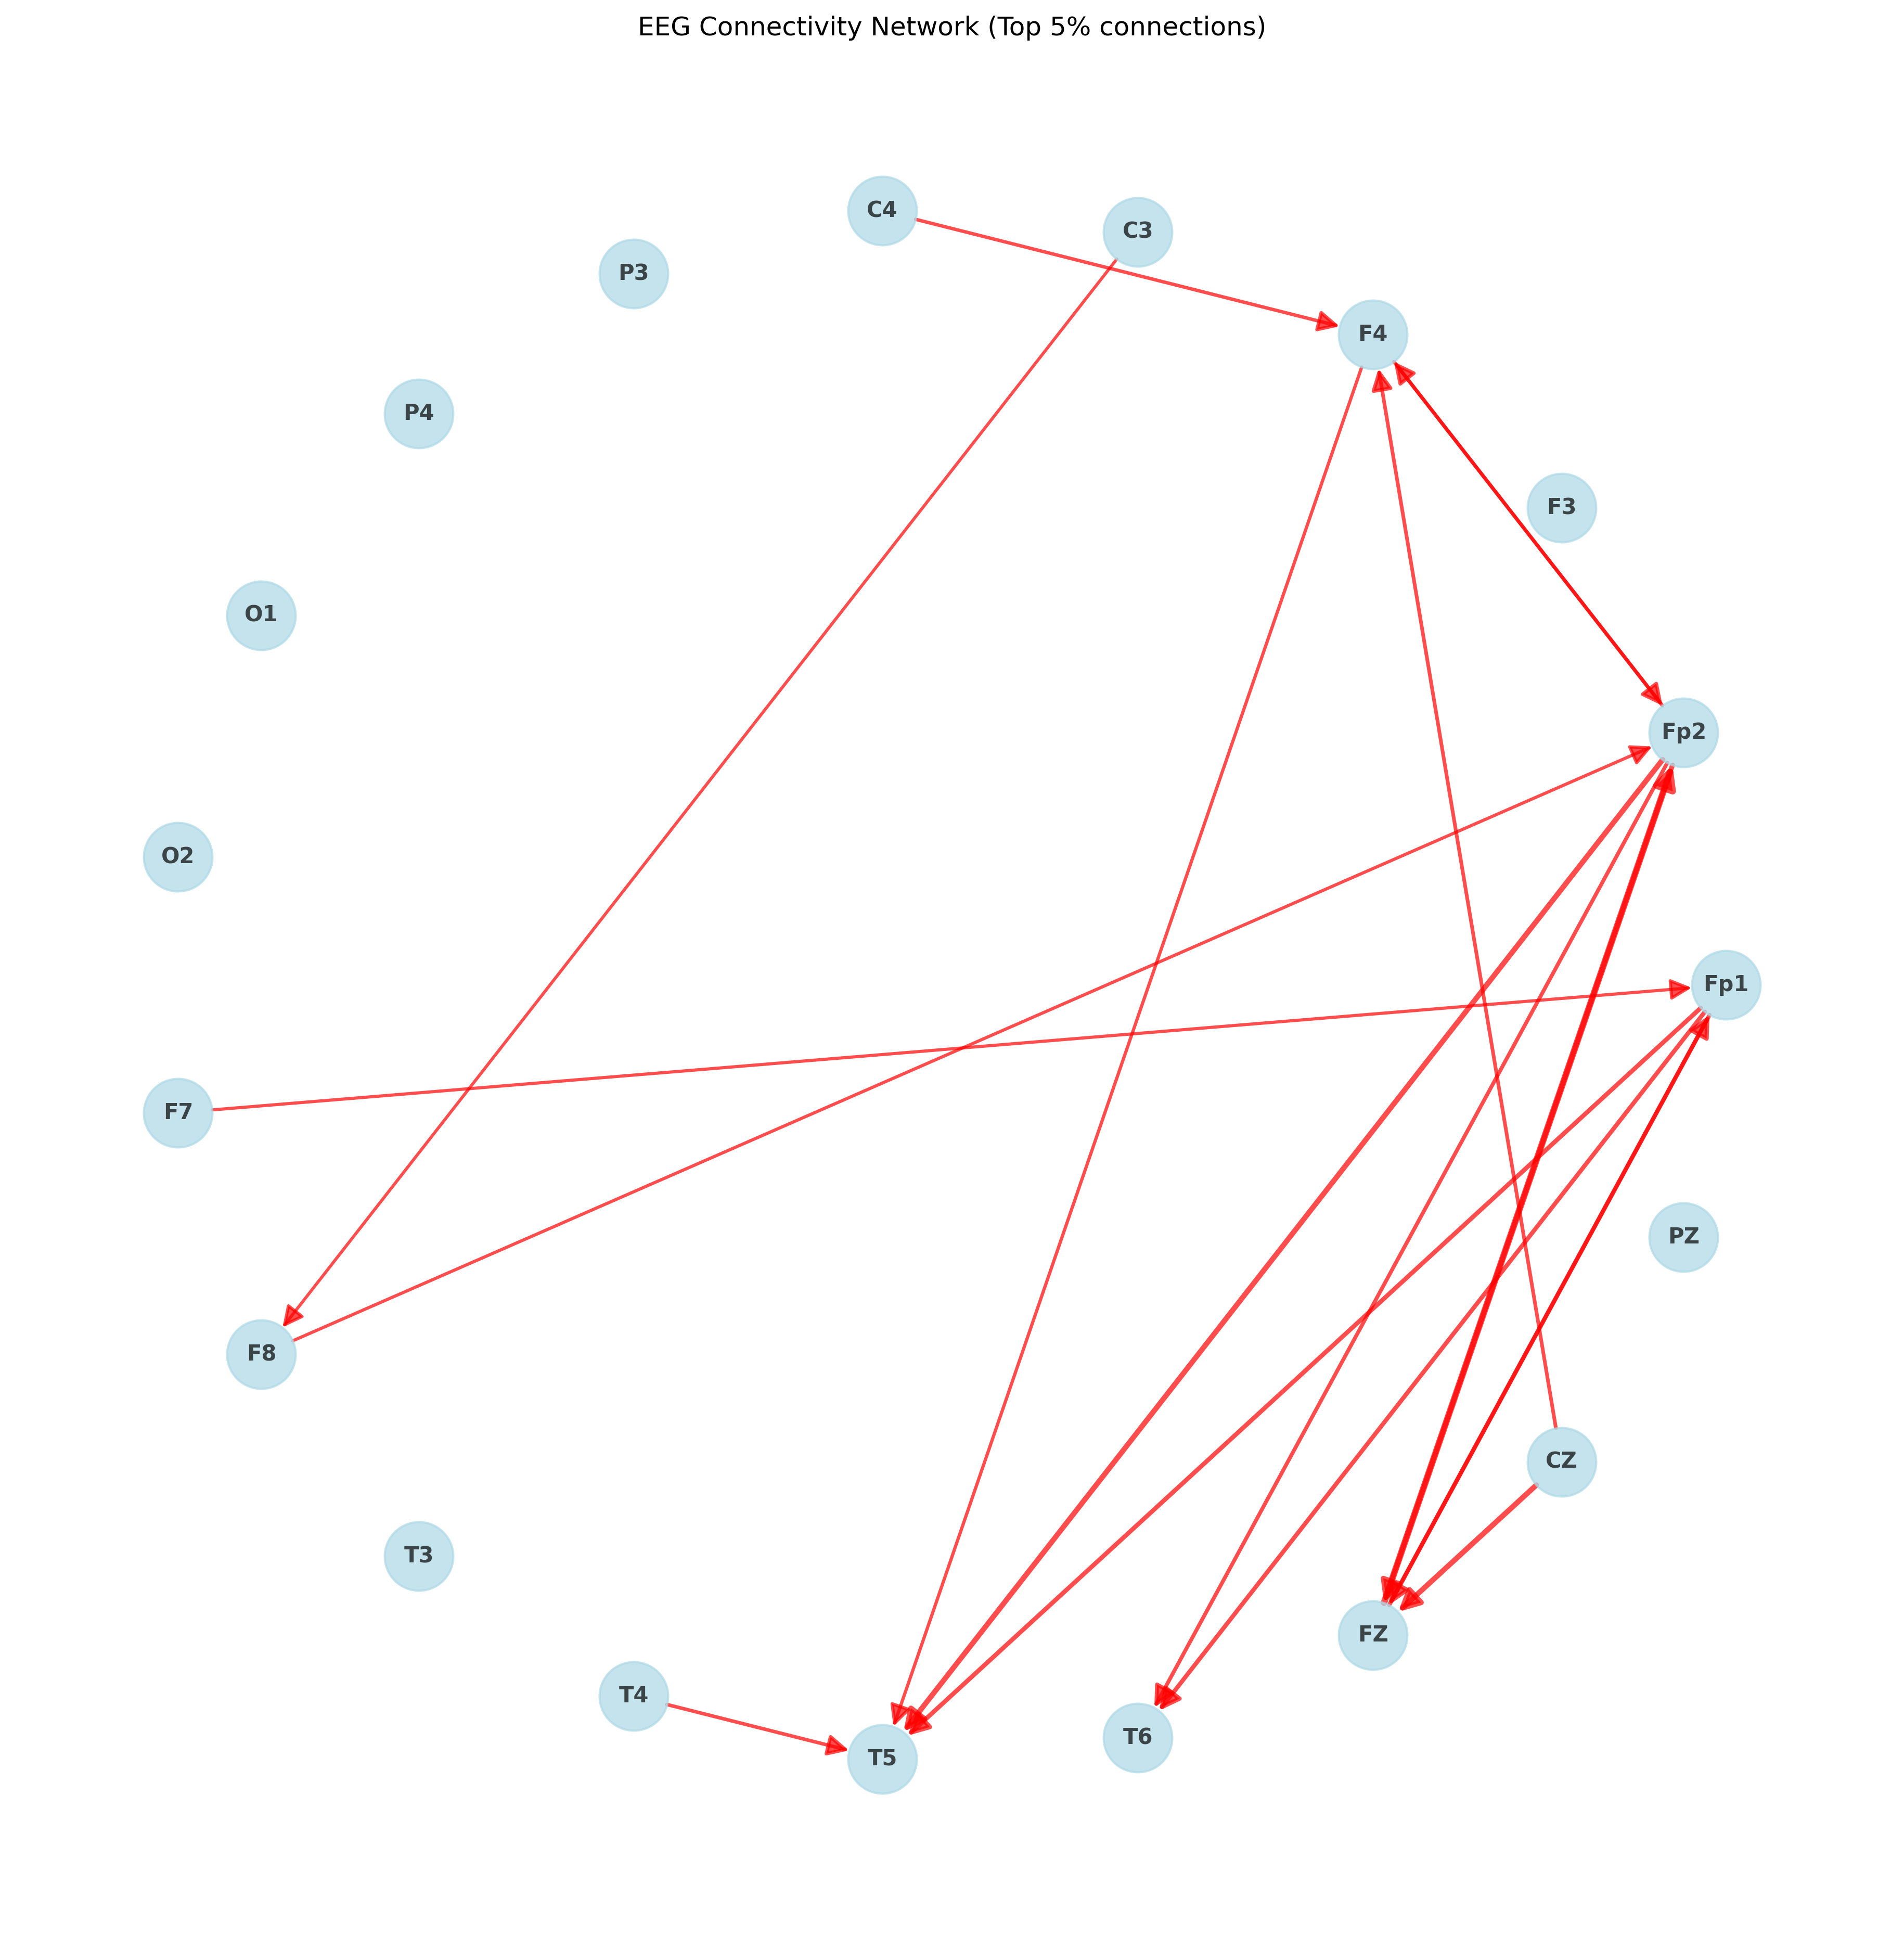 EEG Connectivity Network (Top 5% connections)
C4
C3
P3
F4
P4
F3
O1
Fp2
O2
Fp1
F7
PZ
F8
CZ
T3
FZ
T4
T6
T5